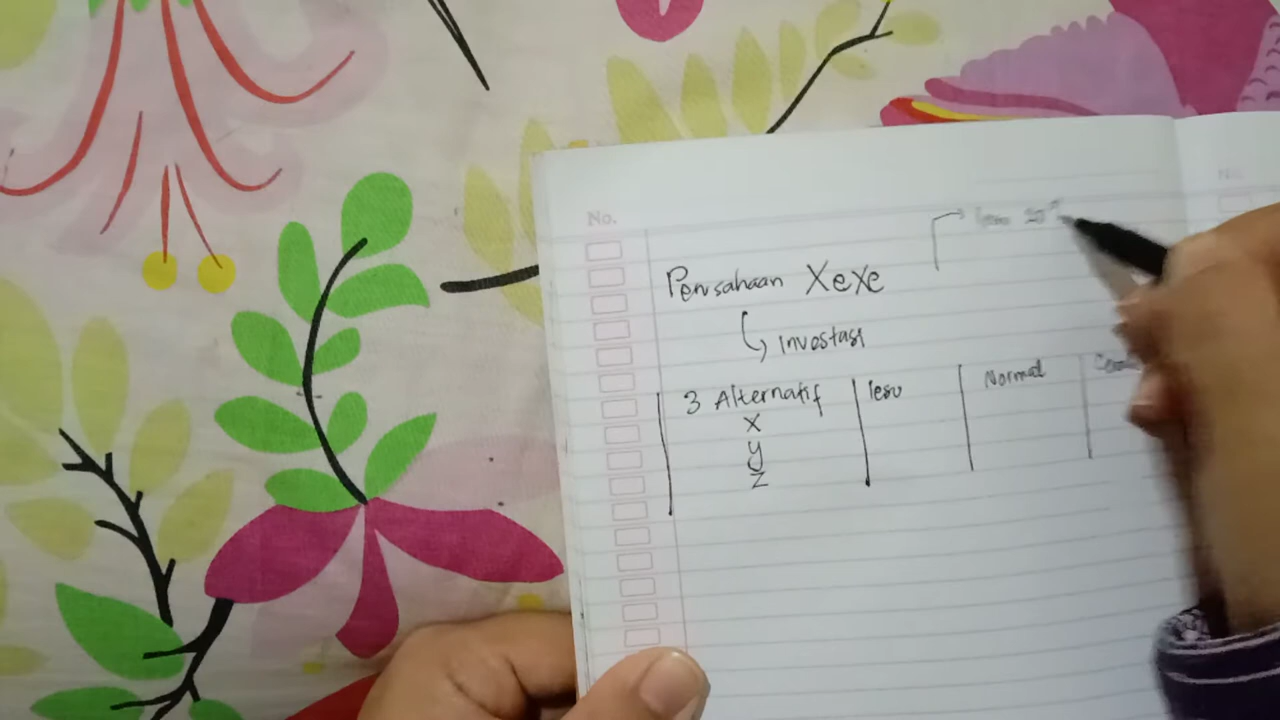 No.
Perusahaan XeXe
Investasi
3 Alternatif lesu Normal
X
y
Z